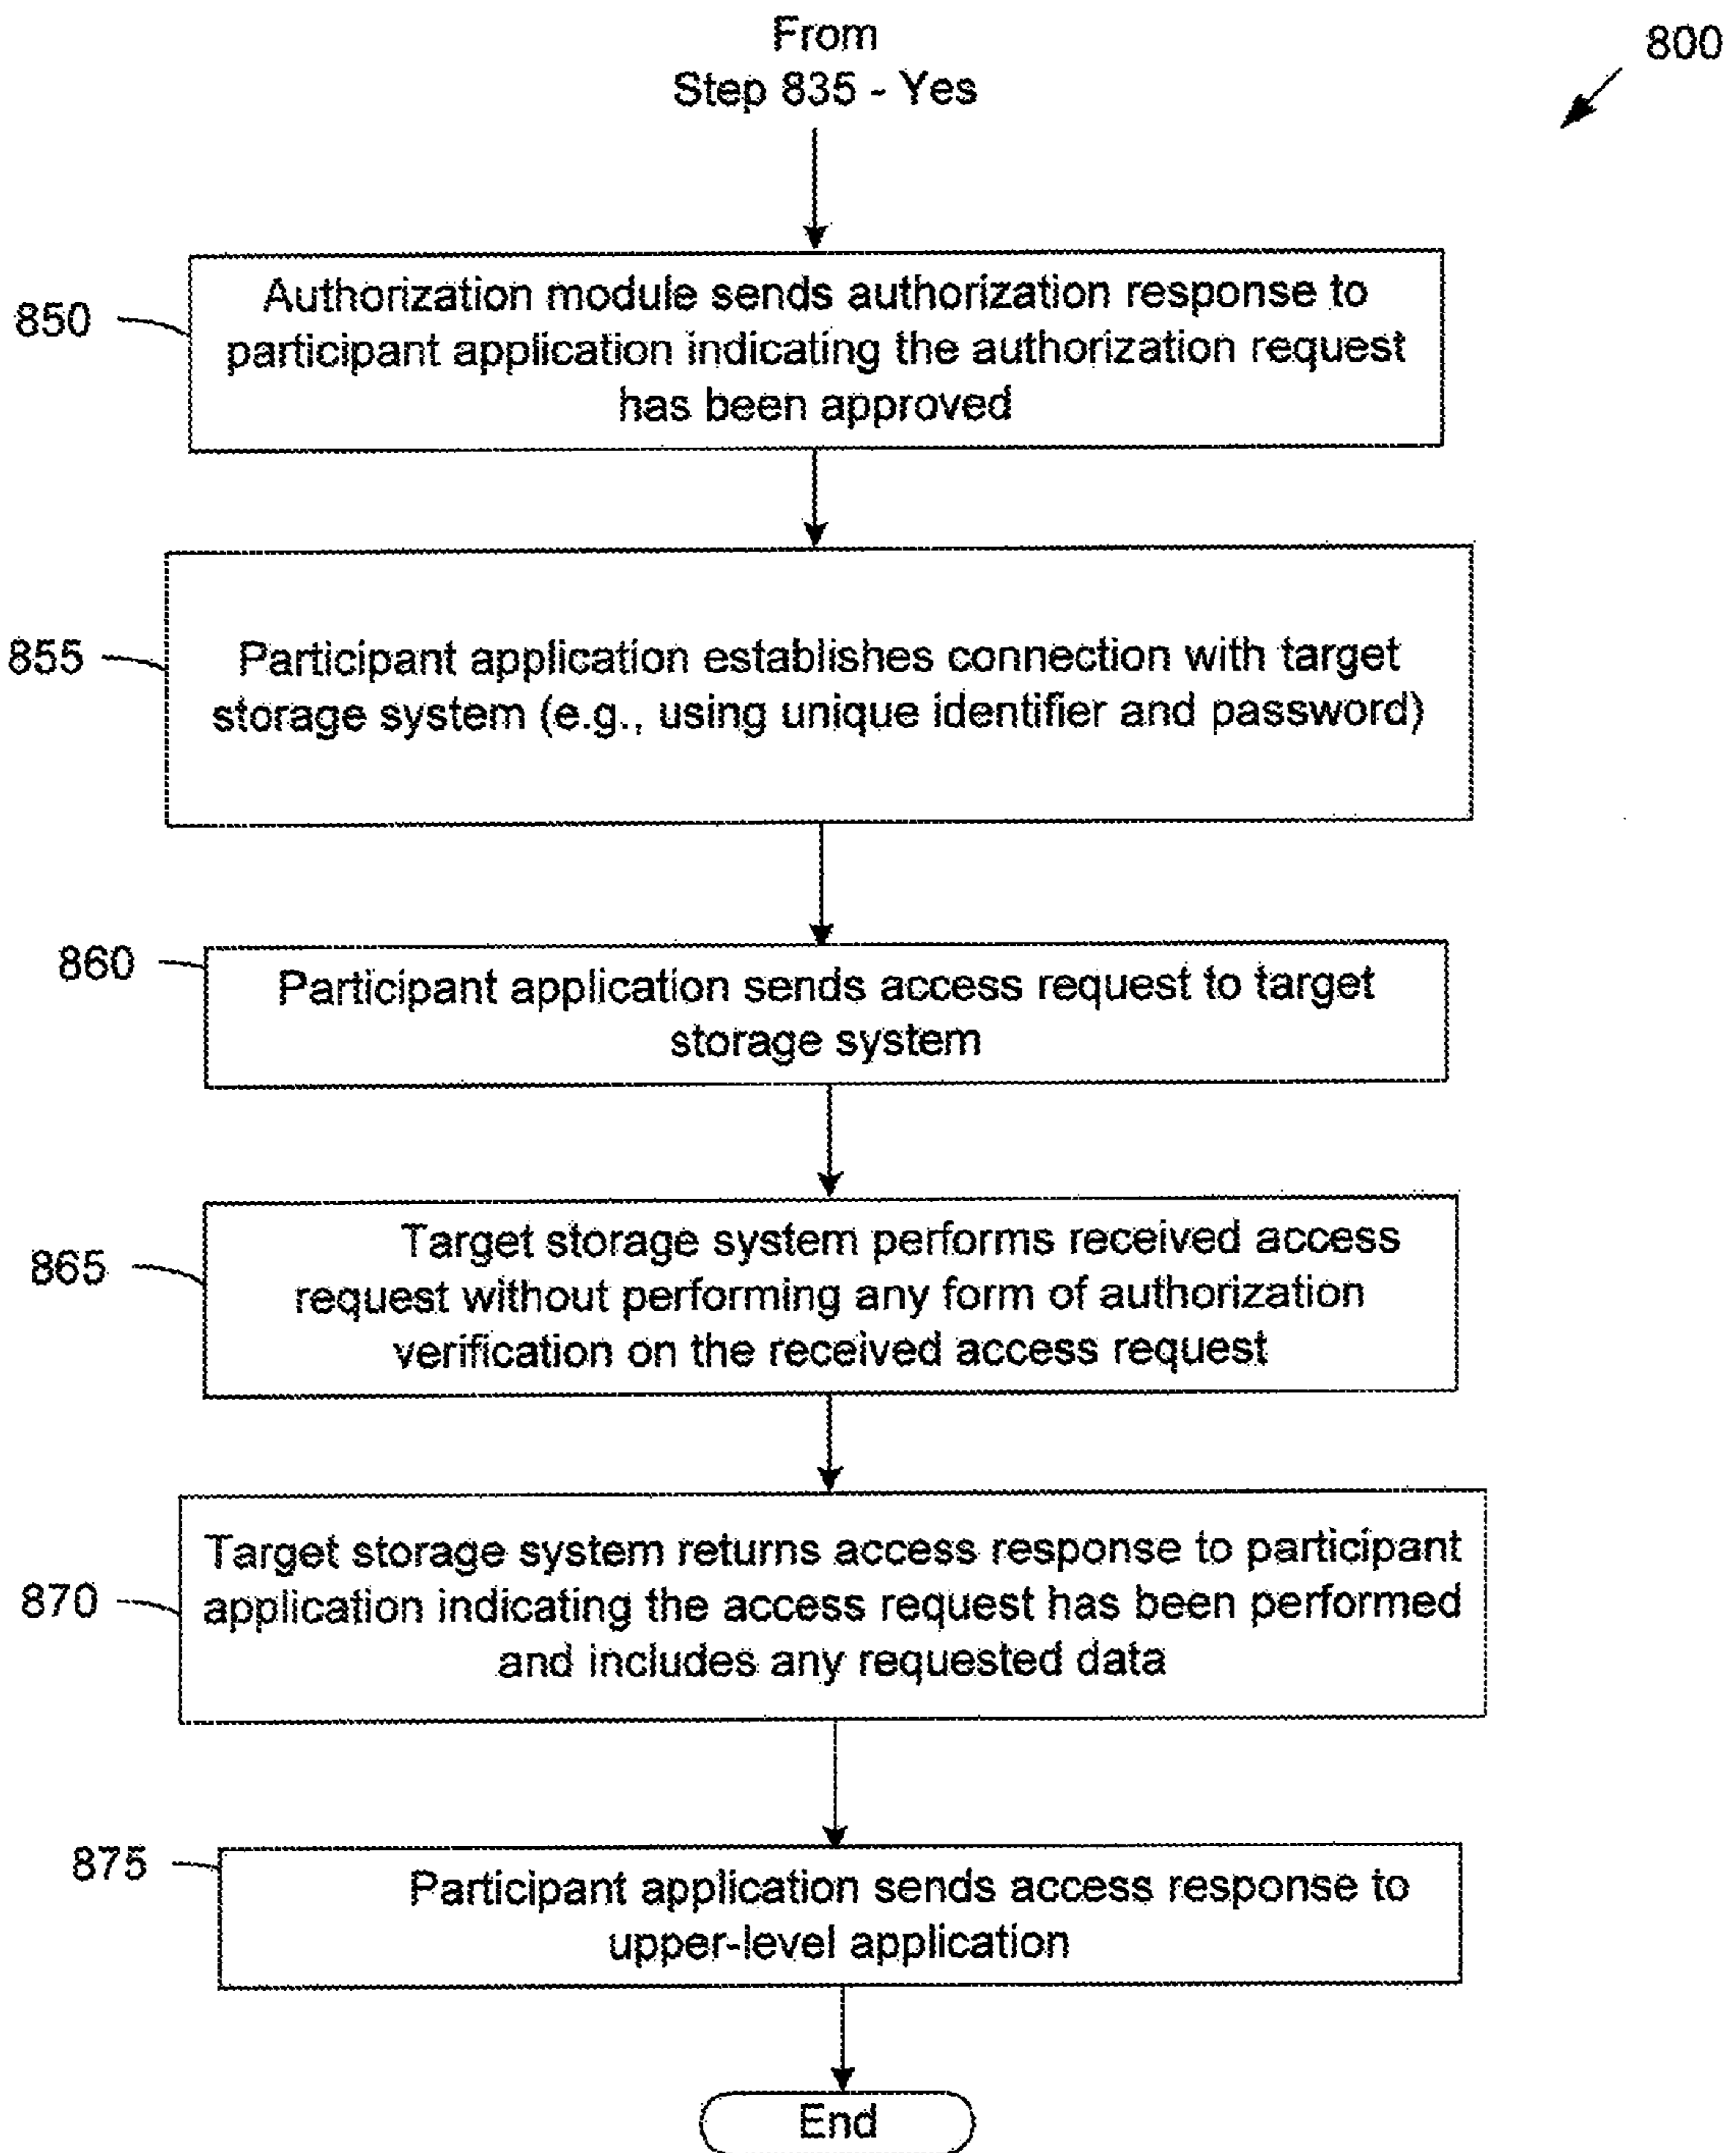 From
Step 835 - Yes
800
850
Authorization module sends authorization response to
participant application indicating the authorization request
has been approved
855
Participant application establishes connection with target
storage system (e.g., using unique identifier and password)
860
Participant application sends access request to target
storage system
865
Target storage system performs received access
request without performing any form of authorization
verification on the received access request
870
Target storage system returns access response to participant
application indicating the access request has been performed
and includes any requested data
875
Participant application sends access response to
upper-level application
End